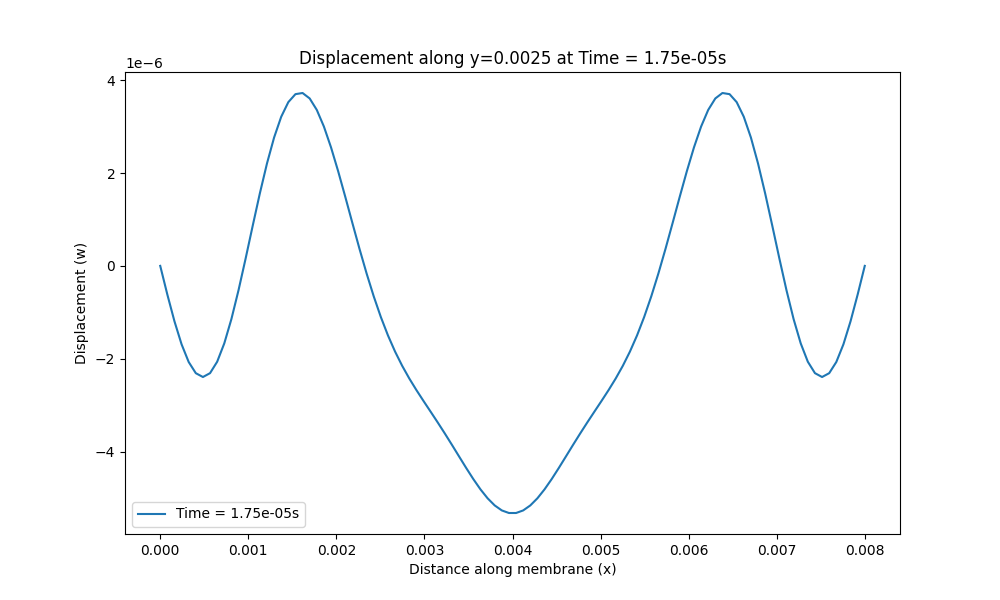 Displacement along y=0.0025 at Time = 1.75e-05s
1e−6
4
2
0
−2
−4
Displacement (w)
Time = 1.75e-05s
0.000 0.001 0.002 0.003 0.004 0.005 0.006 0.007 0.008
Distance along membrane (x)